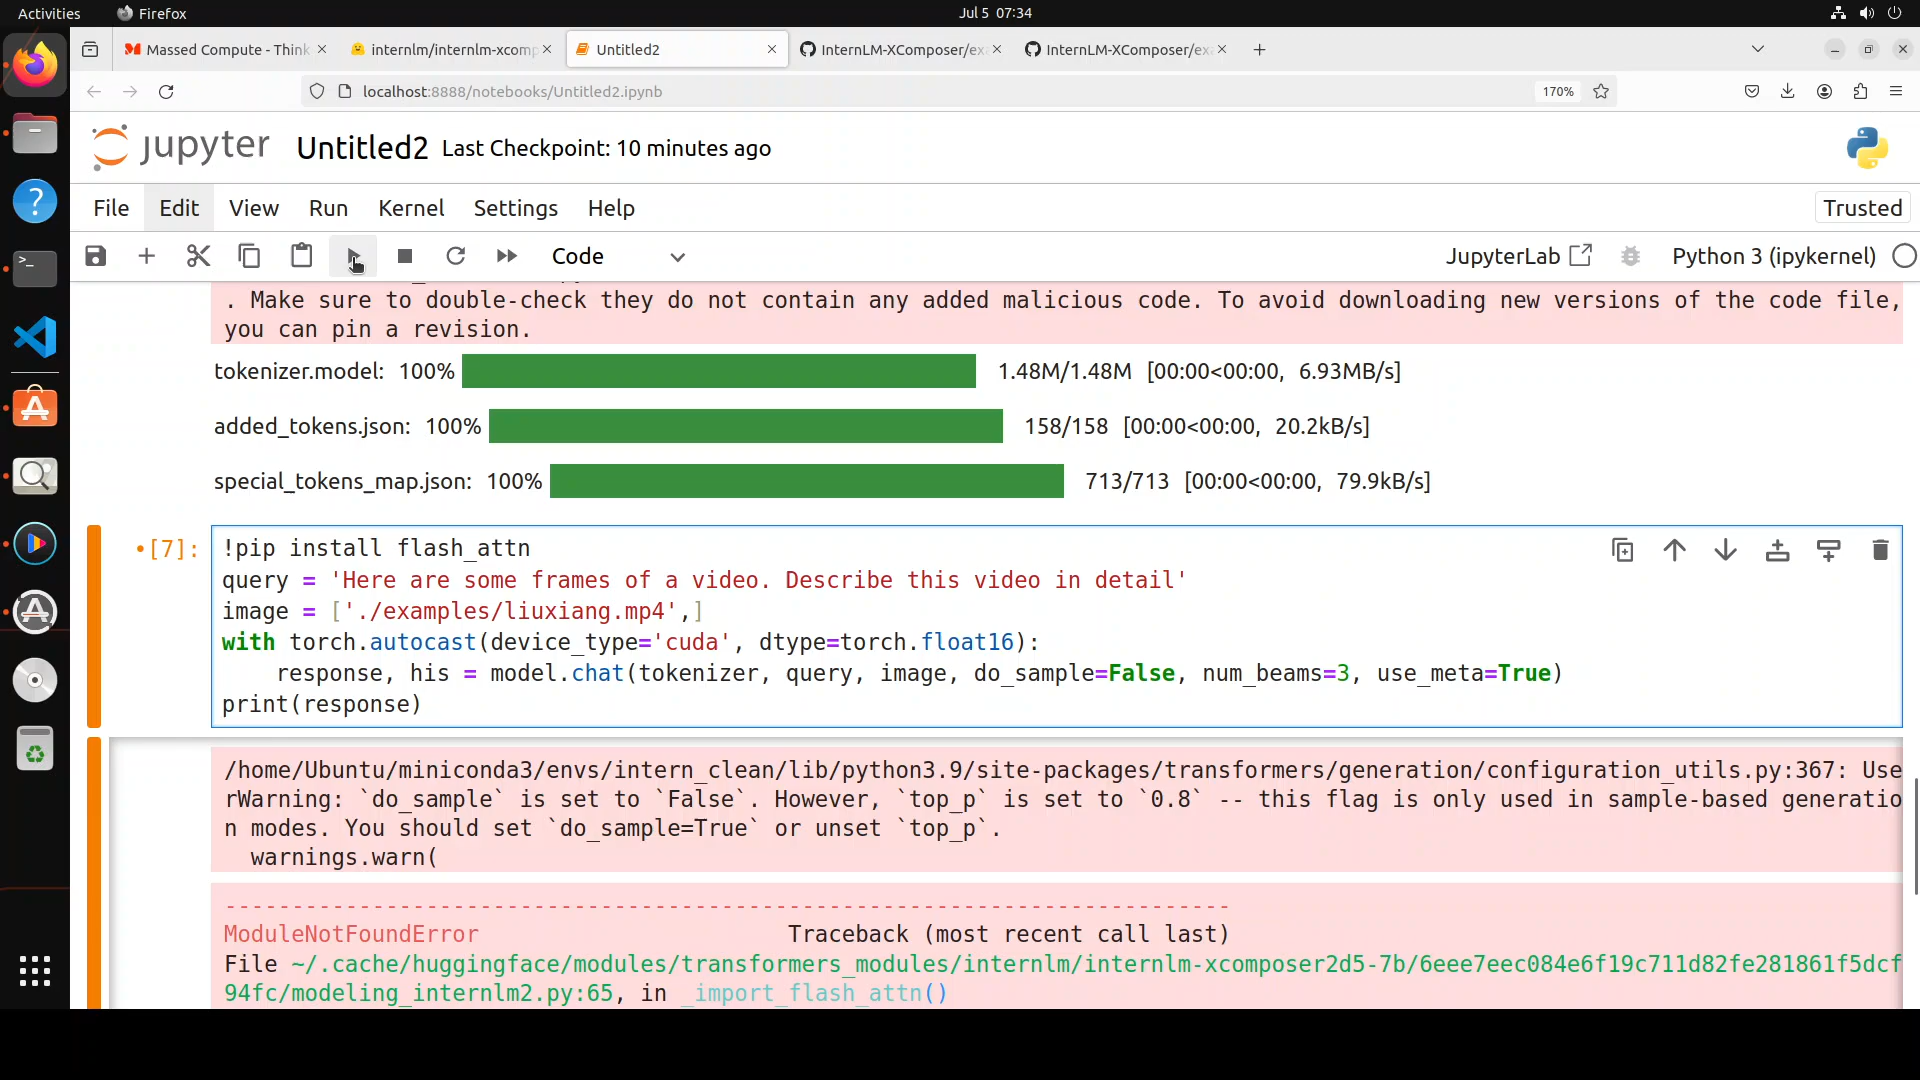 Activities Firefox Jul 5 07:34
Massed Compute - Think internlm/internlm-xcomp Untitled2 InternLM-XComposer/exa InternLM-XComposer/exa
localhost:8888/notebooks/Untitled2.ipynb 170%
jupyter Untitled2 Last Checkpoint: 10 minutes ago
File Edit View Run Kernel Settings Help Trusted
Code JupyterLab Python 3 (ipykernel)
. Make sure to double-check they do not contain any added malicious code. To avoid downloading new versions of the code file,
you can pin a revision.
tokenizer.model: 100% 1.48M/1.48M [00:00<00:00, 6.93MB/s]
added_tokens.json: 100% 158/158 [00:00<00:00, 20.2kB/s]
special_tokens_map.json: 100% 713/713 [00:00<00:00, 79.9kB/s]
•[7]: !pip install flash_attn
query = 'Here are some frames of a video. Describe this video in detail'
image = ['./examples/liuxiang.mp4',]
with torch.autocast(device_type='cuda', dtype=torch.float16):
    response, his = model.chat(tokenizer, query, image, do_sample=False, num_beams=3, use_meta=True)
print(response)
/home/Ubuntu/miniconda3/envs/intern_clean/lib/python3.9/site-packages/transformers/generation/configuration_utils.py:367: Use
rWarning: `do_sample` is set to `False`. However, `top_p` is set to `0.8` -- this flag is only used in sample-based generatio
n modes. You should set `do_sample=True` or unset `top_p`.
  warnings.warn(
---------------------------------------------------------------------------
ModuleNotFoundError Traceback (most recent call last)
File ~/.cache/huggingface/modules/transformers_modules/internlm/internlm-xcomposer2d5-7b/6eee7eec084e6f19c711d82fe281861f5dcf
94fc/modeling_internlm2.py:65, in _import_flash_attn()